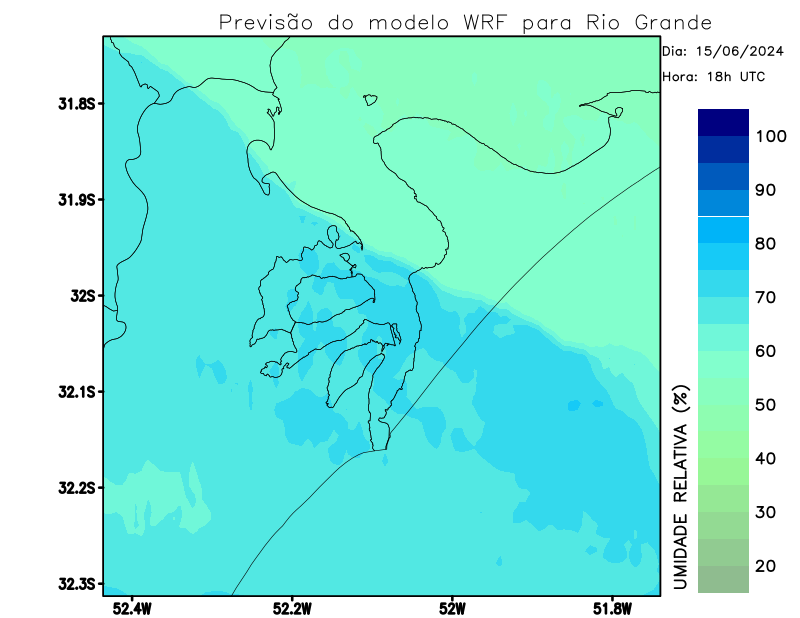 Previsão do modelo WRF para Rio Grande
Dia: 15/06/2024
Hora: 18h UTC
31.8S
31.9S
32S
32.1S
32.2S
32.3S
52.4W
52.2W
52W
51.8W
UMIDADE RELATIVA (%)
100
90
80
70
60
50
40
30
20